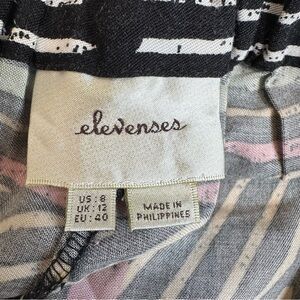 elevenses
US : 8
UK : 12
EU : 40
MADE IN
PHILIPPINES